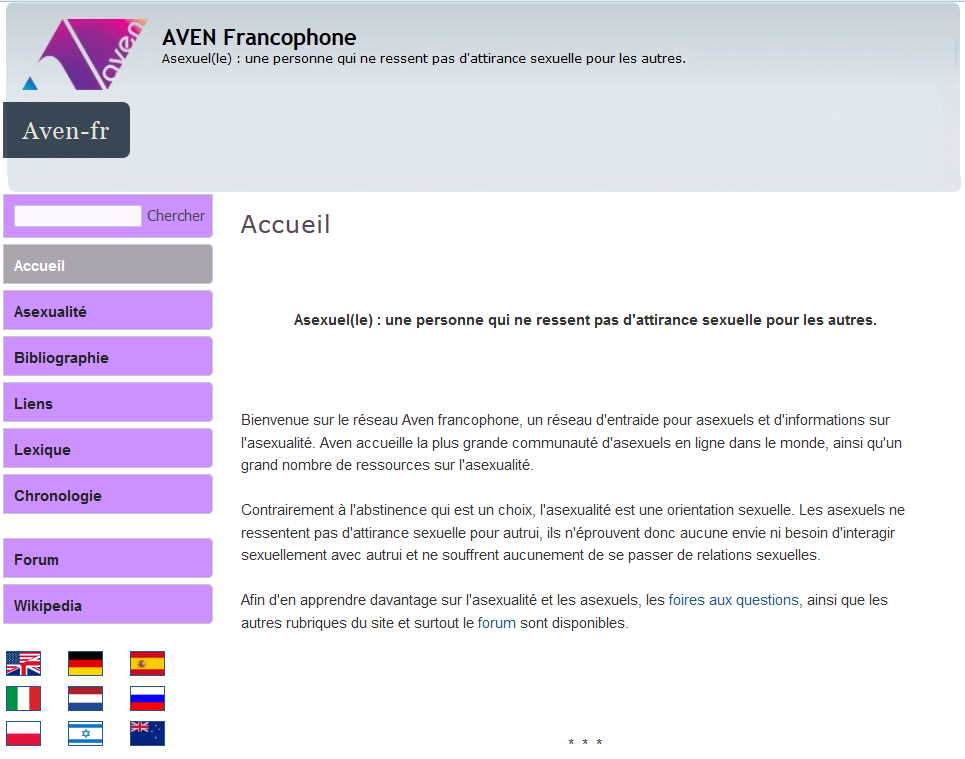 aven
AVEN Francophone
Asexuel(le) : une personne qui ne ressent pas d'attirance sexuelle pour les autres.
Aven-fr
Chercher
Accueil
Asexualité
Bibliographie
Liens
Lexique
Chronologie
Forum
Wikipedia
Accueil
Asexuel(le) : une personne qui ne ressent pas d'attirance sexuelle pour les autres.
Bienvenue sur le réseau Aven francophone, un réseau d'entraide pour asexuels et d'informations sur
l'asexualité. Aven accueille la plus grande communauté d'asexuels en ligne dans le monde, ainsi qu'un
grand nombre de ressources sur l'asexualité.
Contrairement à l'abstinence qui est un choix, l'asexualité est une orientation sexuelle. Les asexuels ne
ressentent pas d'attirance sexuelle pour autrui, ils n'éprouvent donc aucune envie ni besoin d'interagir
sexuellement avec autrui et ne souffrent aucunement de se passer de relations sexuelles.
Afin d'en apprendre davantage sur l'asexualité et les asexuels, les foires aux questions, ainsi que les
autres rubriques du site et surtout le forum sont disponibles.
* * *